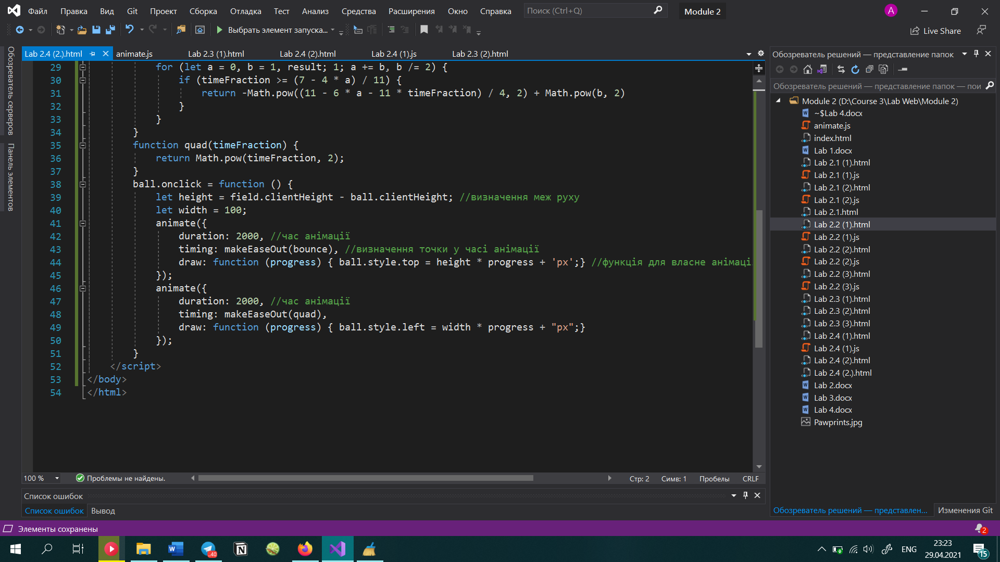 Файл Правка Вид Git Проект Сборка Отладка Тест Анализ Средства Расширения Окно Справка Поиск (Ctrl+Q) Module 2 A
Выбрать элемент запуска... Live Share
Обозреватель серверов
Панель элементов
Lab 2.4 (2.).html animate.js Lab 2.3 (1).html Lab 2.4 (2).html Lab 2.4 (1).js Lab 2.3 (2).html
29 for (let a = 0, b = 1, result; 1; a += b, b /= 2) {
30 if (timeFraction >= (7 - 4 * a) / 11) {
31 return -Math.pow((11 - 6 * a - 11 * timeFraction) / 4, 2) + Math.pow(b, 2)
32 }
33 }
34 }
35 function quad(timeFraction) {
36 return Math.pow(timeFraction, 2);
37 }
38 ball.onclick = function () {
39 let height = field.clientHeight - ball.clientHeight; //визначення меж руху
40 let width = 100;
41 animate({
42 duration: 2000, //час анімації
43 timing: makeEaseOut(bounce), //визначення точки у часі анімації
44 draw: function (progress) { ball.style.top = height * progress + 'px';} //функція для власне анімаці
45 });
46 animate({
47 duration: 2000, //час анімації
48 timing: makeEaseOut(quad),
49 draw: function (progress) { ball.style.left = width * progress + "px";}
50 });
51 }
52 </script>
53 </body>
54 </html>
100 % Проблемы не найдены. Стр: 2 Симв: 1 Пробелы CRLF
Список ошибок
Список ошибок Вывод
Обозреватель решений — представление папок
Обозреватель решений — представление папок — пои
Module 2 (D:\Course 3\Lab Web\Module 2)
~$Lab 4.docx
animate.js
index.html
Lab 1.docx
Lab 2.1 (1).html
Lab 2.1 (1).js
Lab 2.1 (2).html
Lab 2.1 (2).js
Lab 2.1.html
Lab 2.2 (1).html
Lab 2.2 (1).js
Lab 2.2 (2).html
Lab 2.2 (2).js
Lab 2.2 (3).html
Lab 2.2 (3).js
Lab 2.3 (1).html
Lab 2.3 (2).html
Lab 2.3 (3).html
Lab 2.4 (1).html
Lab 2.4 (1).js
Lab 2.4 (2).html
Lab 2.4 (2.).html
Lab 2.docx
Lab 3.docx
Lab 4.docx
Pawprints.jpg
Обозреватель решений — представлен... Изменения Git
Элементы сохранены 2
W .40 N ENG 23:23
29.04.2021 15